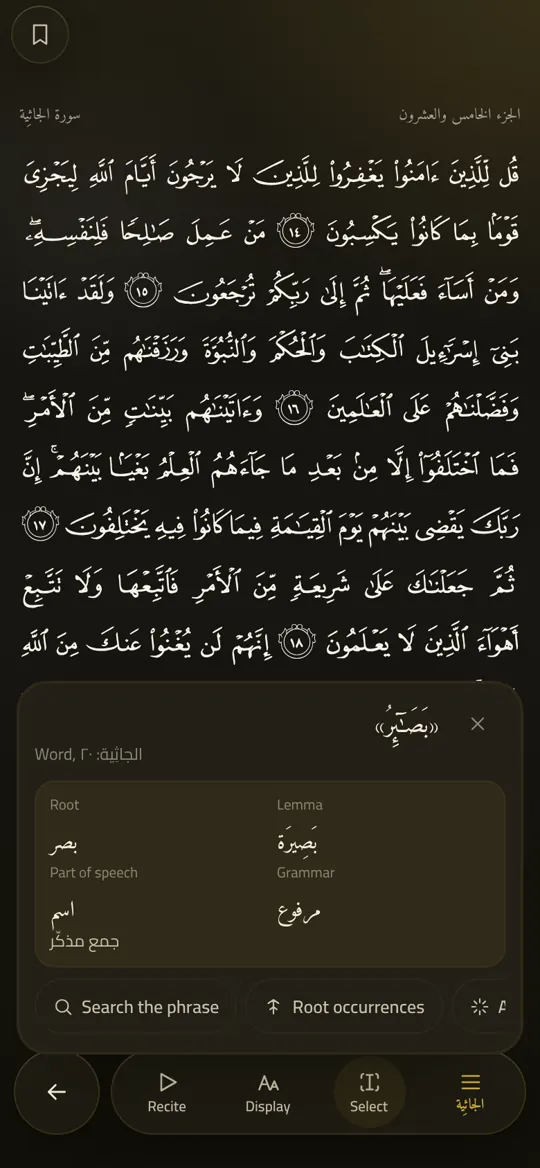 الجزء الخامس والعشرون
سورة الجاثية
قُل لِّلَّذِينَ ءَامَنُوا۟ يَغْفِرُوا۟ لِلَّذِينَ لَا يَرْجُونَ أَيَّامَ ٱللَّهِ لِيَجْزِىَ
قَوْمًۢا بِمَا كَانُوا۟ يَكْسِبُونَ ١٤ مَنْ عَمِلَ صَٰلِحًا فَلِنَفْسِهِۦۖ
وَمَنْ أَسَآءَ فَعَلَيْهَاۖ ثُمَّ إِلَىٰ رَبِّكُمْ تُرْجَعُونَ ١٥ وَلَقَدْ ءَاتَيْنَا
بَنِىٓ إِسْرَٰٓءِيلَ ٱلْكِتَٰبَ وَٱلْحُكْمَ وَٱلنُّبُوَّةَ وَرَزَقْنَٰهُم مِّنَ ٱلطَّيِّبَٰتِ
وَفَضَّلْنَٰهُمْ عَلَى ٱلْعَٰلَمِينَ ١٦ وَءَاتَيْنَٰهُم بَيِّنَٰتٍ مِّنَ ٱلْأَمْرِۖ
فَمَا ٱخْتَلَفُوٓا۟ إِلَّا مِنۢ بَعْدِ مَا جَآءَهُمُ ٱلْعِلْمُ بَغْيًۢا بَيْنَهُمْۚ إِنَّ
رَبَّكَ يَقْضِى بَيْنَهُمْ يَوْمَ ٱلْقِيَٰمَةِ فِيمَا كَانُوا۟ فِيهِ يَخْتَلِفُونَ ١٧
ثُمَّ جَعَلْنَٰكَ عَلَىٰ شَرِيعَةٍ مِّنَ ٱلْأَمْرِ فَٱتَّبِعْهَا وَلَا تَتَّبِعْ
أَهْوَآءَ ٱلَّذِينَ لَا يَعْلَمُونَ ١٨ إِنَّهُمْ لَن يُغْنُوا۟ عَنكَ مِنَ ٱللَّهِ
«بَصَٰٓئِرُ»
Word, الجاثية: ٢٠
Root
Lemma
بصر
بَصِيرَة
Part of speech
Grammar
اسم
مرفوع
جمع مذكّر
Search the phrase
Root occurrences
Recite
Display
Select
الجاثية